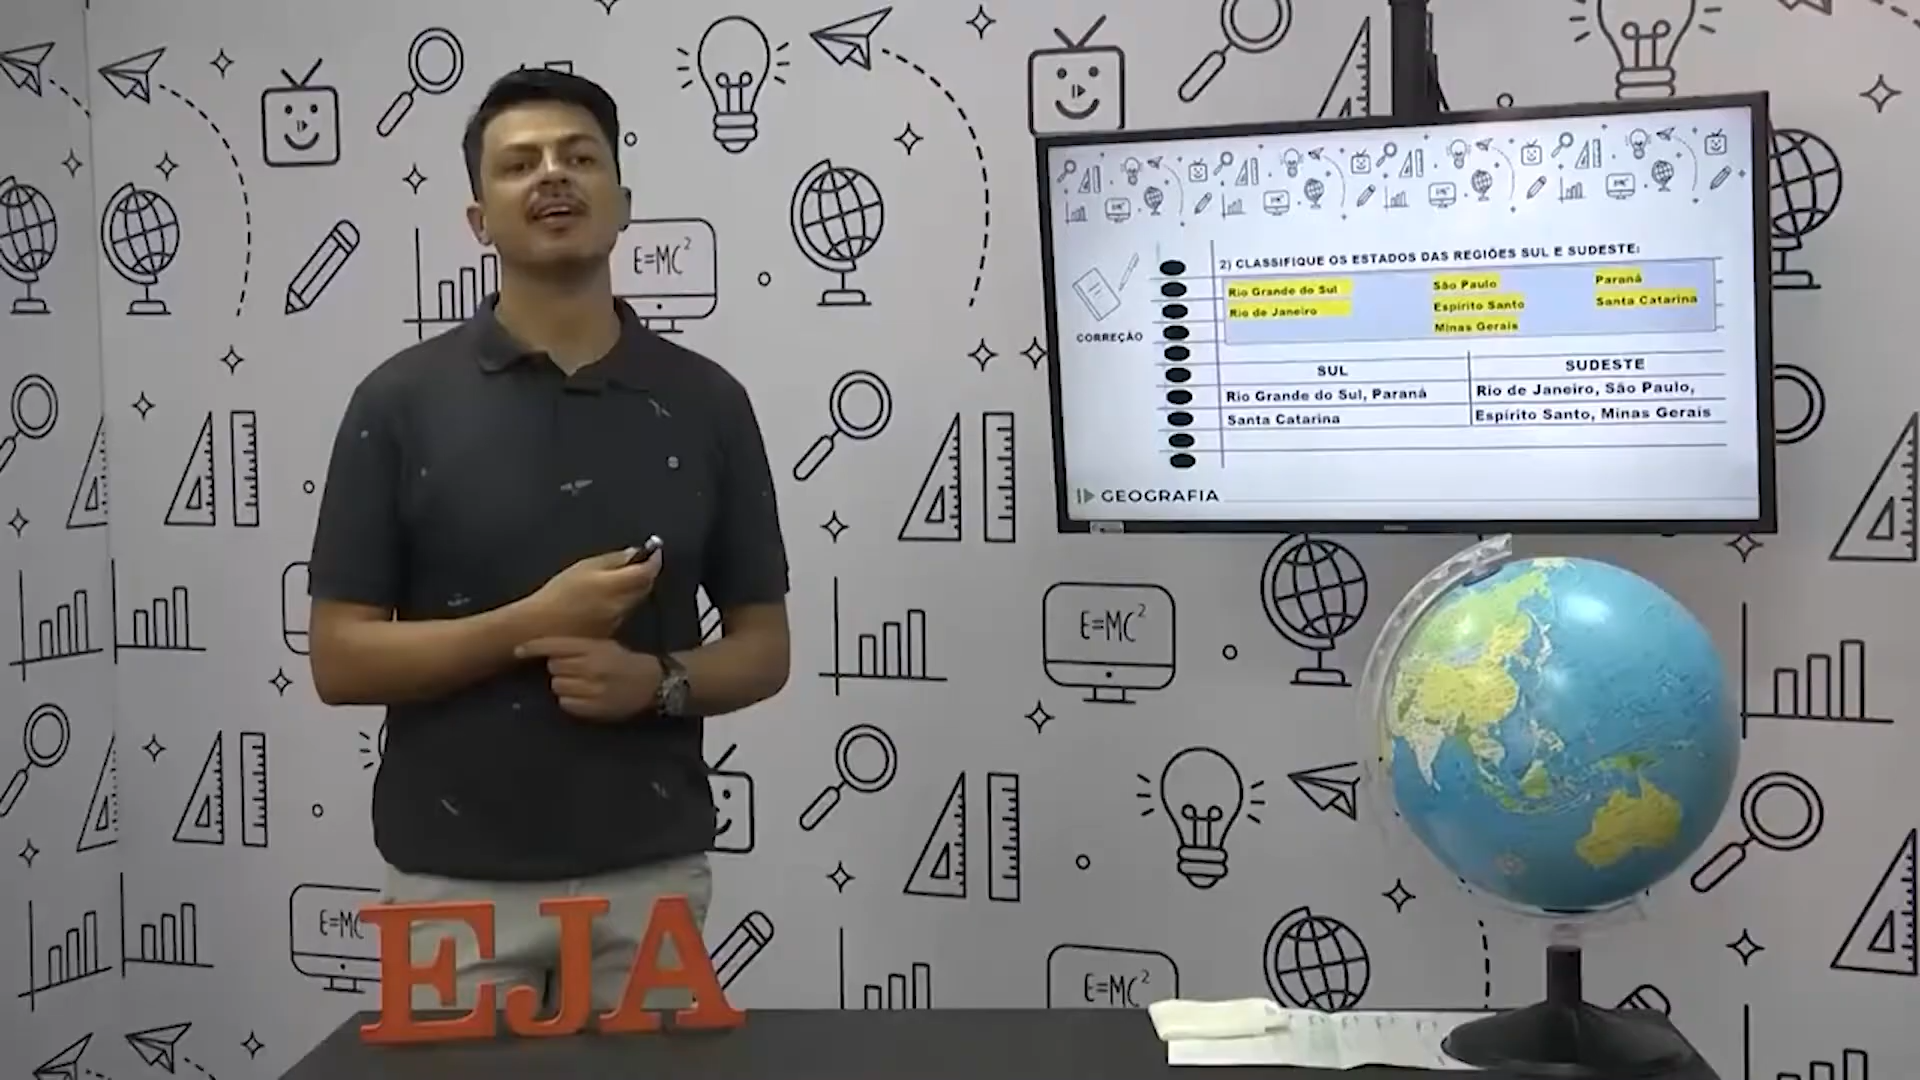 E=MC²
2) CLASSIFIQUE OS ESTADOS DAS REGIÕES SUL E SUDESTE:
Rio Grande do Sul
São Paulo
Paraná
Rio de Janeiro
Espírito Santo
Santa Catarina
Minas Gerais
CORREÇÃO
SUL
SUDESTE
Rio Grande do Sul, Paraná
Rio de Janeiro, São Paulo,
Santa Catarina
Espírito Santo, Minas Gerais
GEOGRAFIA
E=MC²
E=MC
EJA
E=MC²